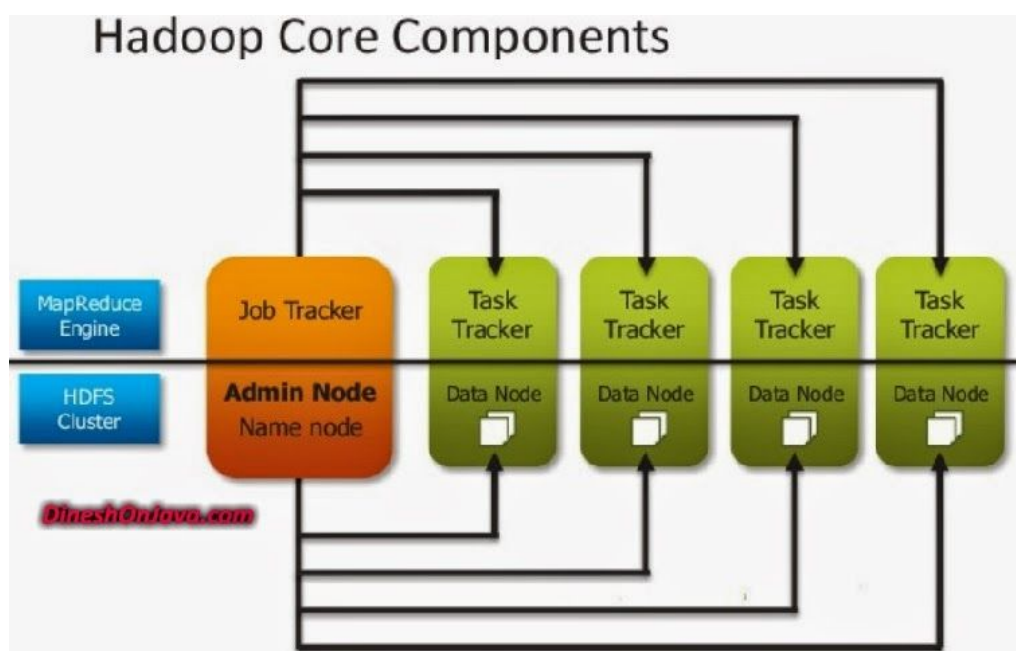 Hadoop Core Components
MapReduce
Engine
Job Tracker
Task
Tracker
Task
Tracker
Task
Tracker
Task
Tracker
HDFS
Cluster
Admin Node
Name node
Data Node
Data Node
Data Node
Data Node
DineshOnJava.com